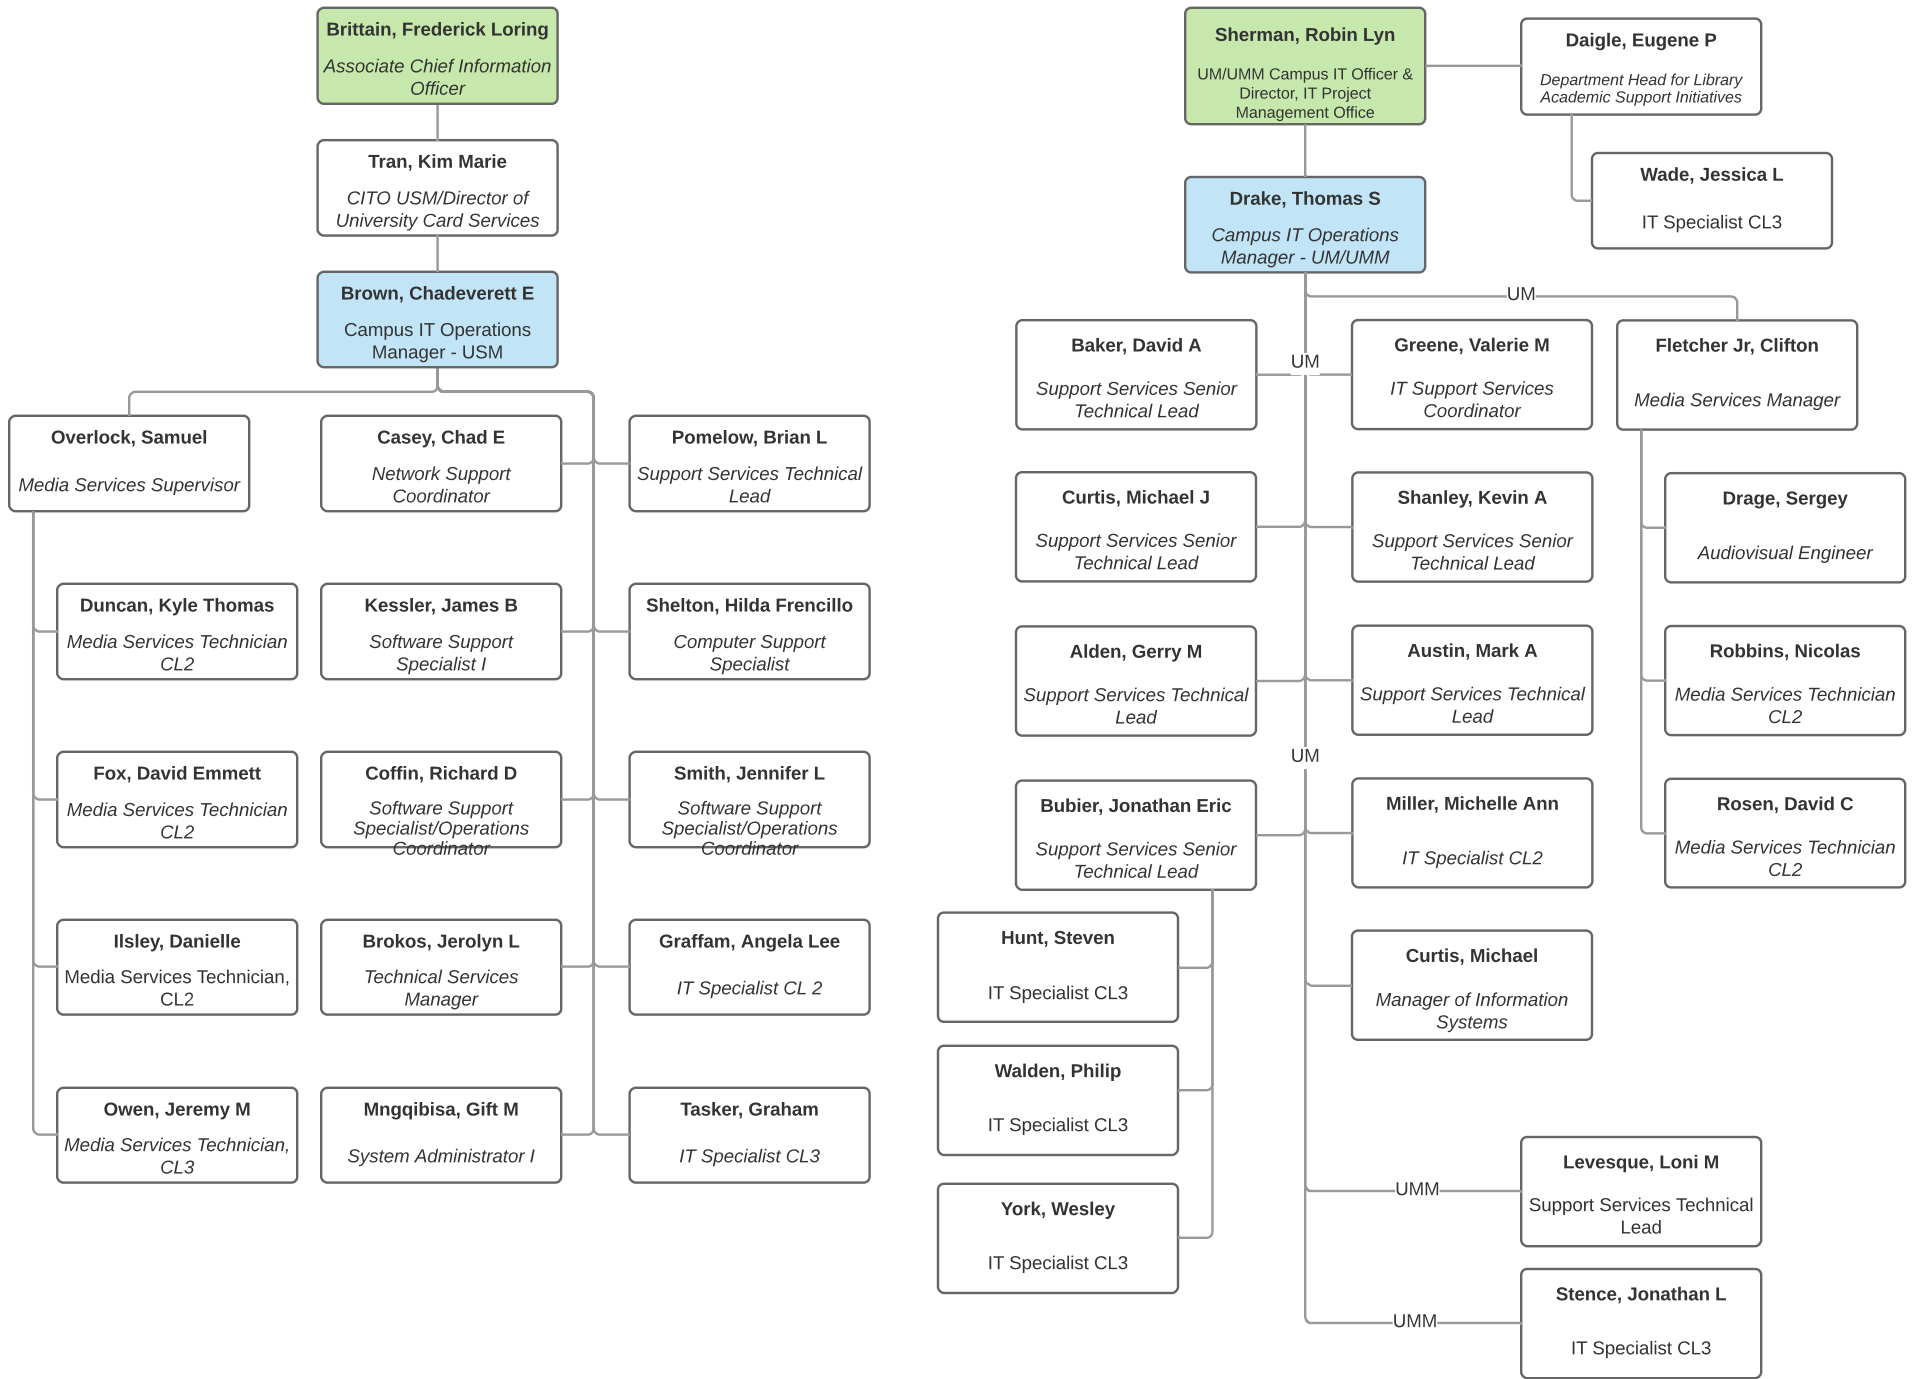 Brittain, Frederick Loring
Associate Chief Information
Officer
Tran, Kim Marie
CITO USM/Director of
University Card Services
Brown, Chadeverett E
Campus IT Operations
Manager - USM
Overlock, Samuel
Media Services Supervisor
Casey, Chad E
Network Support
Coordinator
Pomelow, Brian L
Support Services Technical
Lead
Duncan, Kyle Thomas
Media Services Technician
CL2
Kessler, James B
Software Support
Specialist I
Shelton, Hilda Frencillo
Computer Support
Specialist
Fox, David Emmett
Media Services Technician
CL2
Coffin, Richard D
Software Support
Specialist/Operations
Coordinator
Smith, Jennifer L
Software Support
Specialist/Operations
Coordinator
Ilsley, Danielle
Media Services Technician,
CL2
Brokos, Jerolyn L
Technical Services
Manager
Graffam, Angela Lee
IT Specialist CL 2
Owen, Jeremy M
Media Services Technician,
CL3
Mngqibisa, Gift M
System Administrator I
Tasker, Graham
IT Specialist CL3
Sherman, Robin Lyn
UM/UMM Campus IT Officer &
Director, IT Project
Management Office
Daigle, Eugene P
Department Head for Library
Academic Support Initiatives
Wade, Jessica L
IT Specialist CL3
Drake, Thomas S
Campus IT Operations
Manager - UM/UMM
UM
Baker, David A
Support Services Senior
Technical Lead
UM
Greene, Valerie M
IT Support Services
Coordinator
Fletcher Jr, Clifton
Media Services Manager
Curtis, Michael J
Support Services Senior
Technical Lead
Shanley, Kevin A
Support Services Senior
Technical Lead
Drage, Sergey
Audiovisual Engineer
Alden, Gerry M
Support Services Technical
Lead
Austin, Mark A
Support Services Technical
Lead
Robbins, Nicolas
Media Services Technician
CL2
UM
Bubier, Jonathan Eric
Support Services Senior
Technical Lead
Miller, Michelle Ann
IT Specialist CL2
Rosen, David C
Media Services Technician
CL2
Hunt, Steven
IT Specialist CL3
Curtis, Michael
Manager of Information
Systems
Walden, Philip
IT Specialist CL3
York, Wesley
IT Specialist CL3
UMM
Levesque, Loni M
Support Services Technical
Lead
UMM
Stence, Jonathan L
IT Specialist CL3